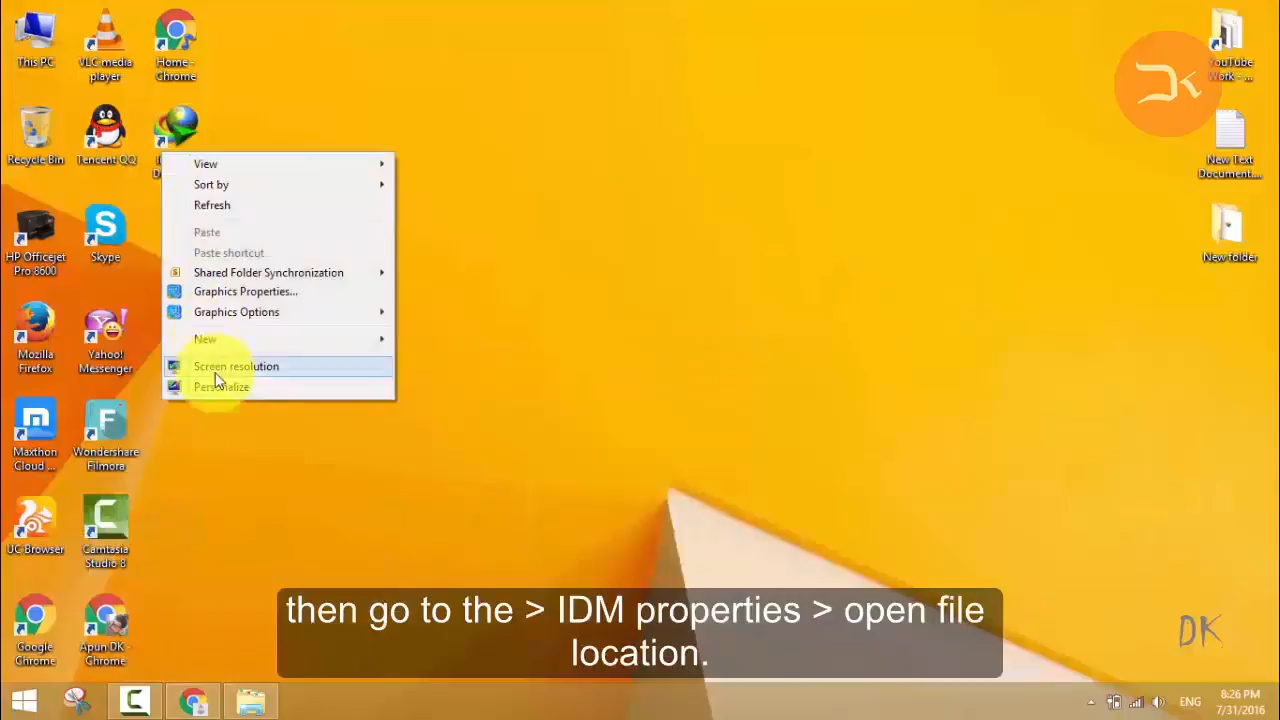 This PC
VLC media
player
Home -
Chrome
YouTube
Work - ...
Recycle Bin
Tencent QQ
New Text
Document....
View
Sort by
Refresh
Paste
Paste shortcut
Shared Folder Synchronization
Graphics Properties...
Graphics Options
New
Screen resolution
Personalize
HP Officejet
Pro 8600
Skype
New folder
Mozilla
Firefox
Yahoo!
Messenger
Maxthon
Cloud ...
Wondershare
Filmora
UC Browser
Camtasia
Studio 8
Google
Chrome
Apun DK -
Chrome
then go to the > IDM properties > open file
location.
DK
ENG
8:26 PM
7/31/2016